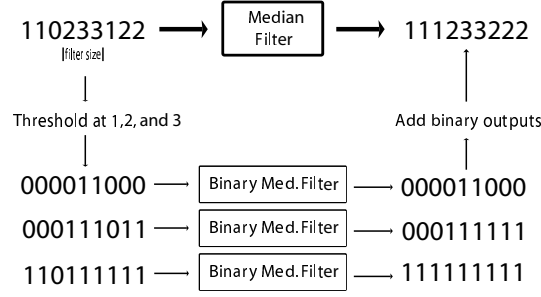 110233122 Median Filter 111233222
|filter size|
Threshold at 1,2, and 3 Add binary outputs
000011000 Binary Med.Filter 000011000
000111011 Binary Med.Filter 000111111
110111111 Binary Med.Filter 111111111